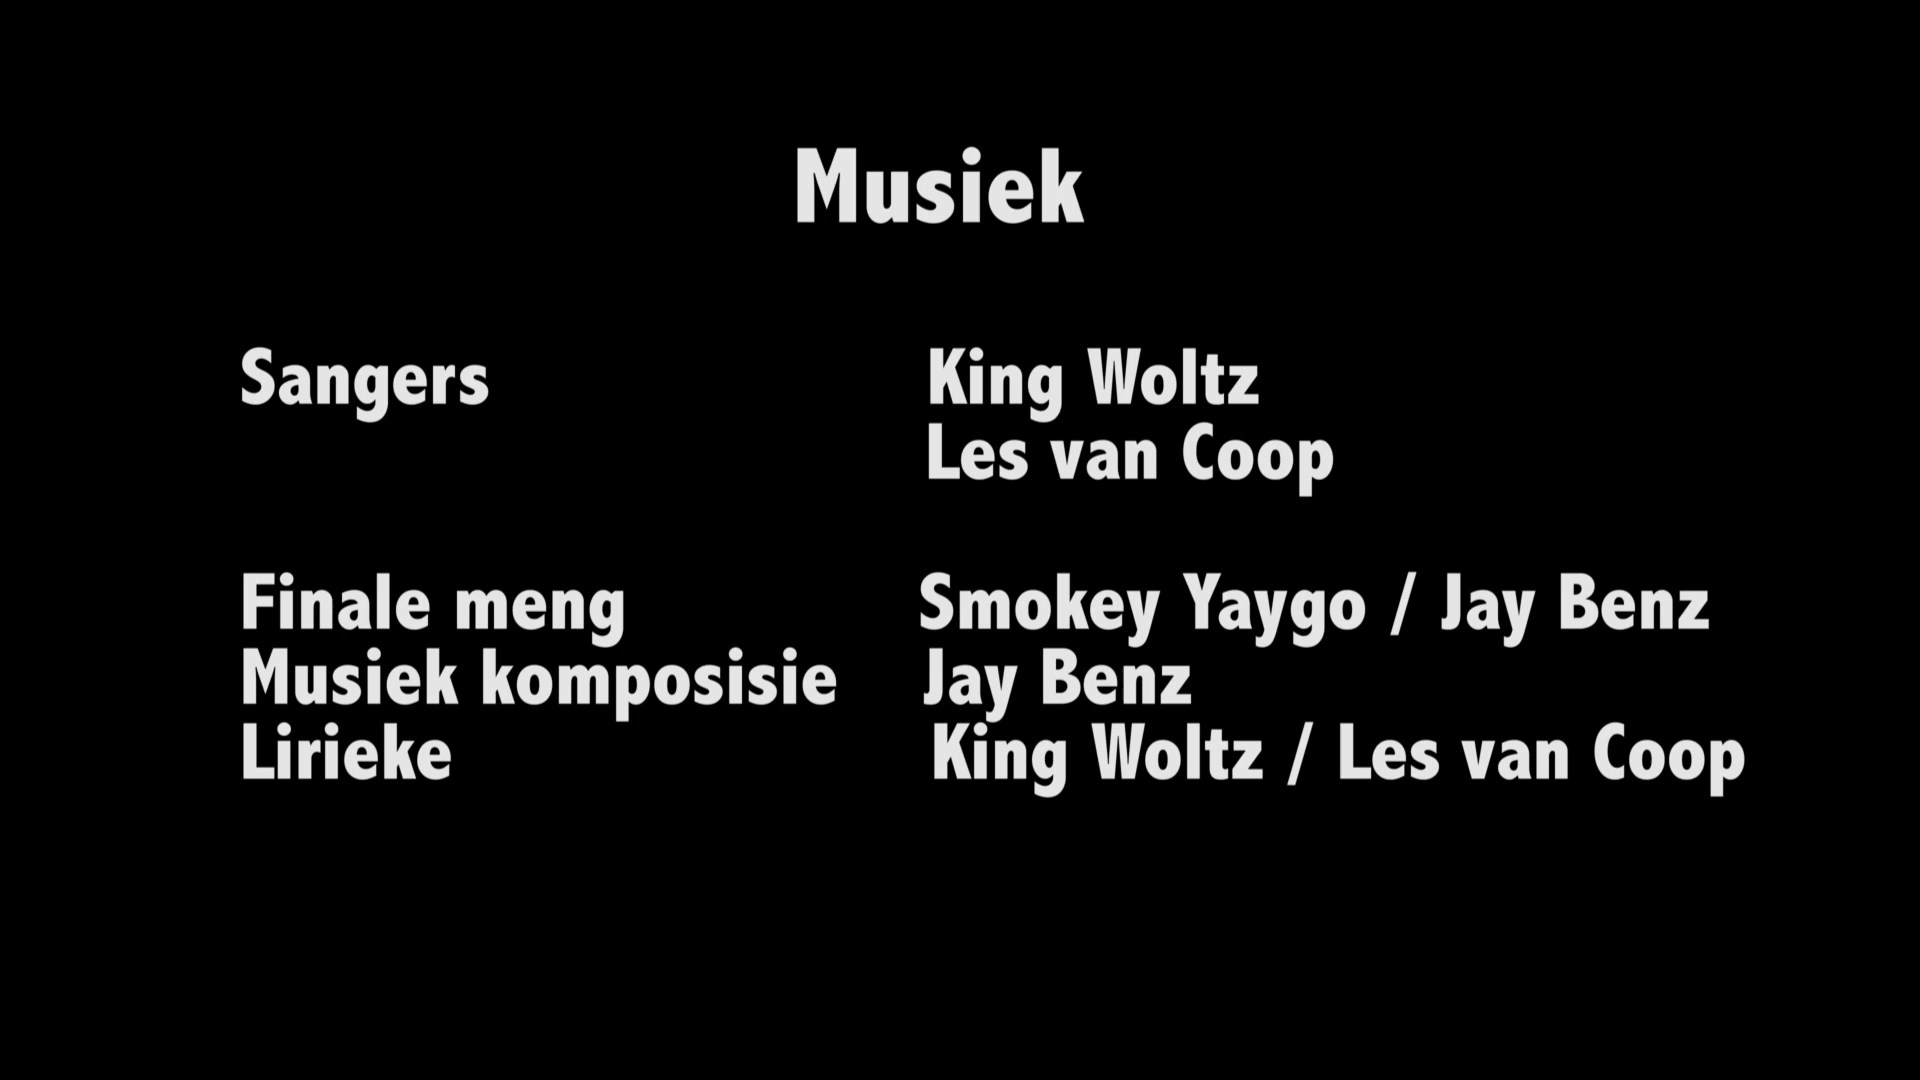 Musiek
Sangers King Woltz
Les van Coop
Finale meng Smokey Yaygo / Jay Benz
Musiek komposisie Jay Benz
Lirieke King Woltz / Les van Coop